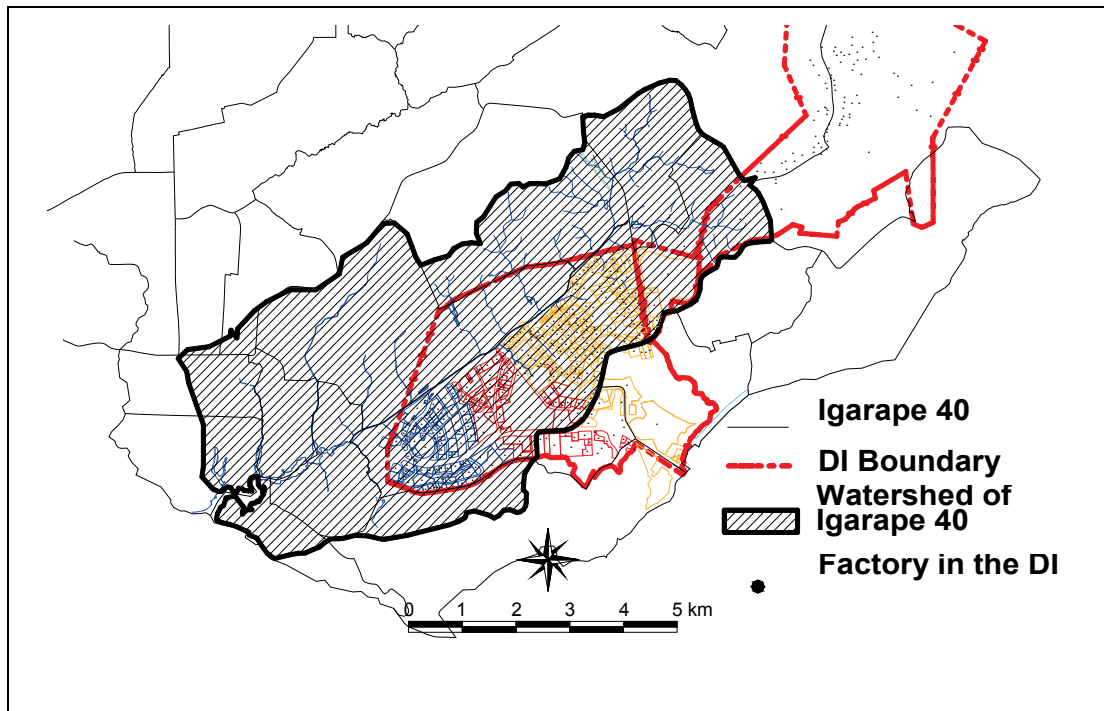 Igarape 40
DI Boundary
Watershed of
Igarape 40
Factory in the DI
0 1 2 3 4 5 km